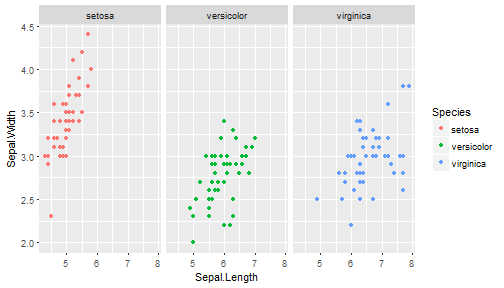 setosa versicolor virginica
4.5
4.0
3.5
3.0
2.5
2.0
Sepal.Width
5 6 7 8 5 6 7 8 5 6 7 8
Sepal.Length
Species
setosa
versicolor
virginica